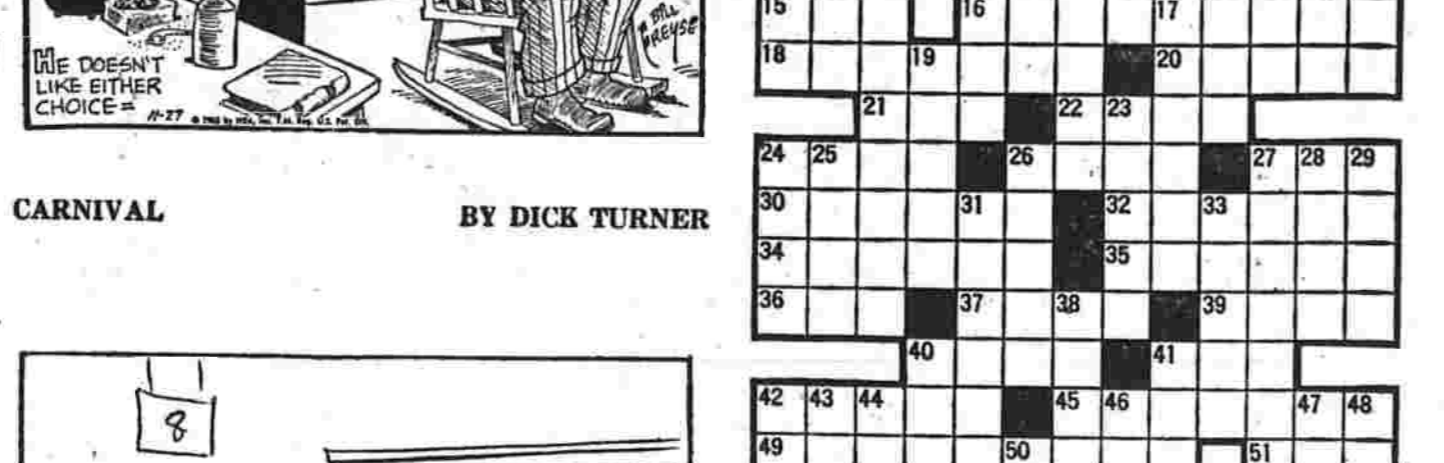 BILL
FREYSE
HE DOESN'T
LIKE EITHER
CHOICE=
11-27
CARNIVAL BY DICK TURNER
8
15 16 17
18 19 20
21 22 23
24 25 26 27 28 29
30 31 32 33
34 35
36 37 38 39
40 41
42 43 44 45 46 47 48
49 50 51